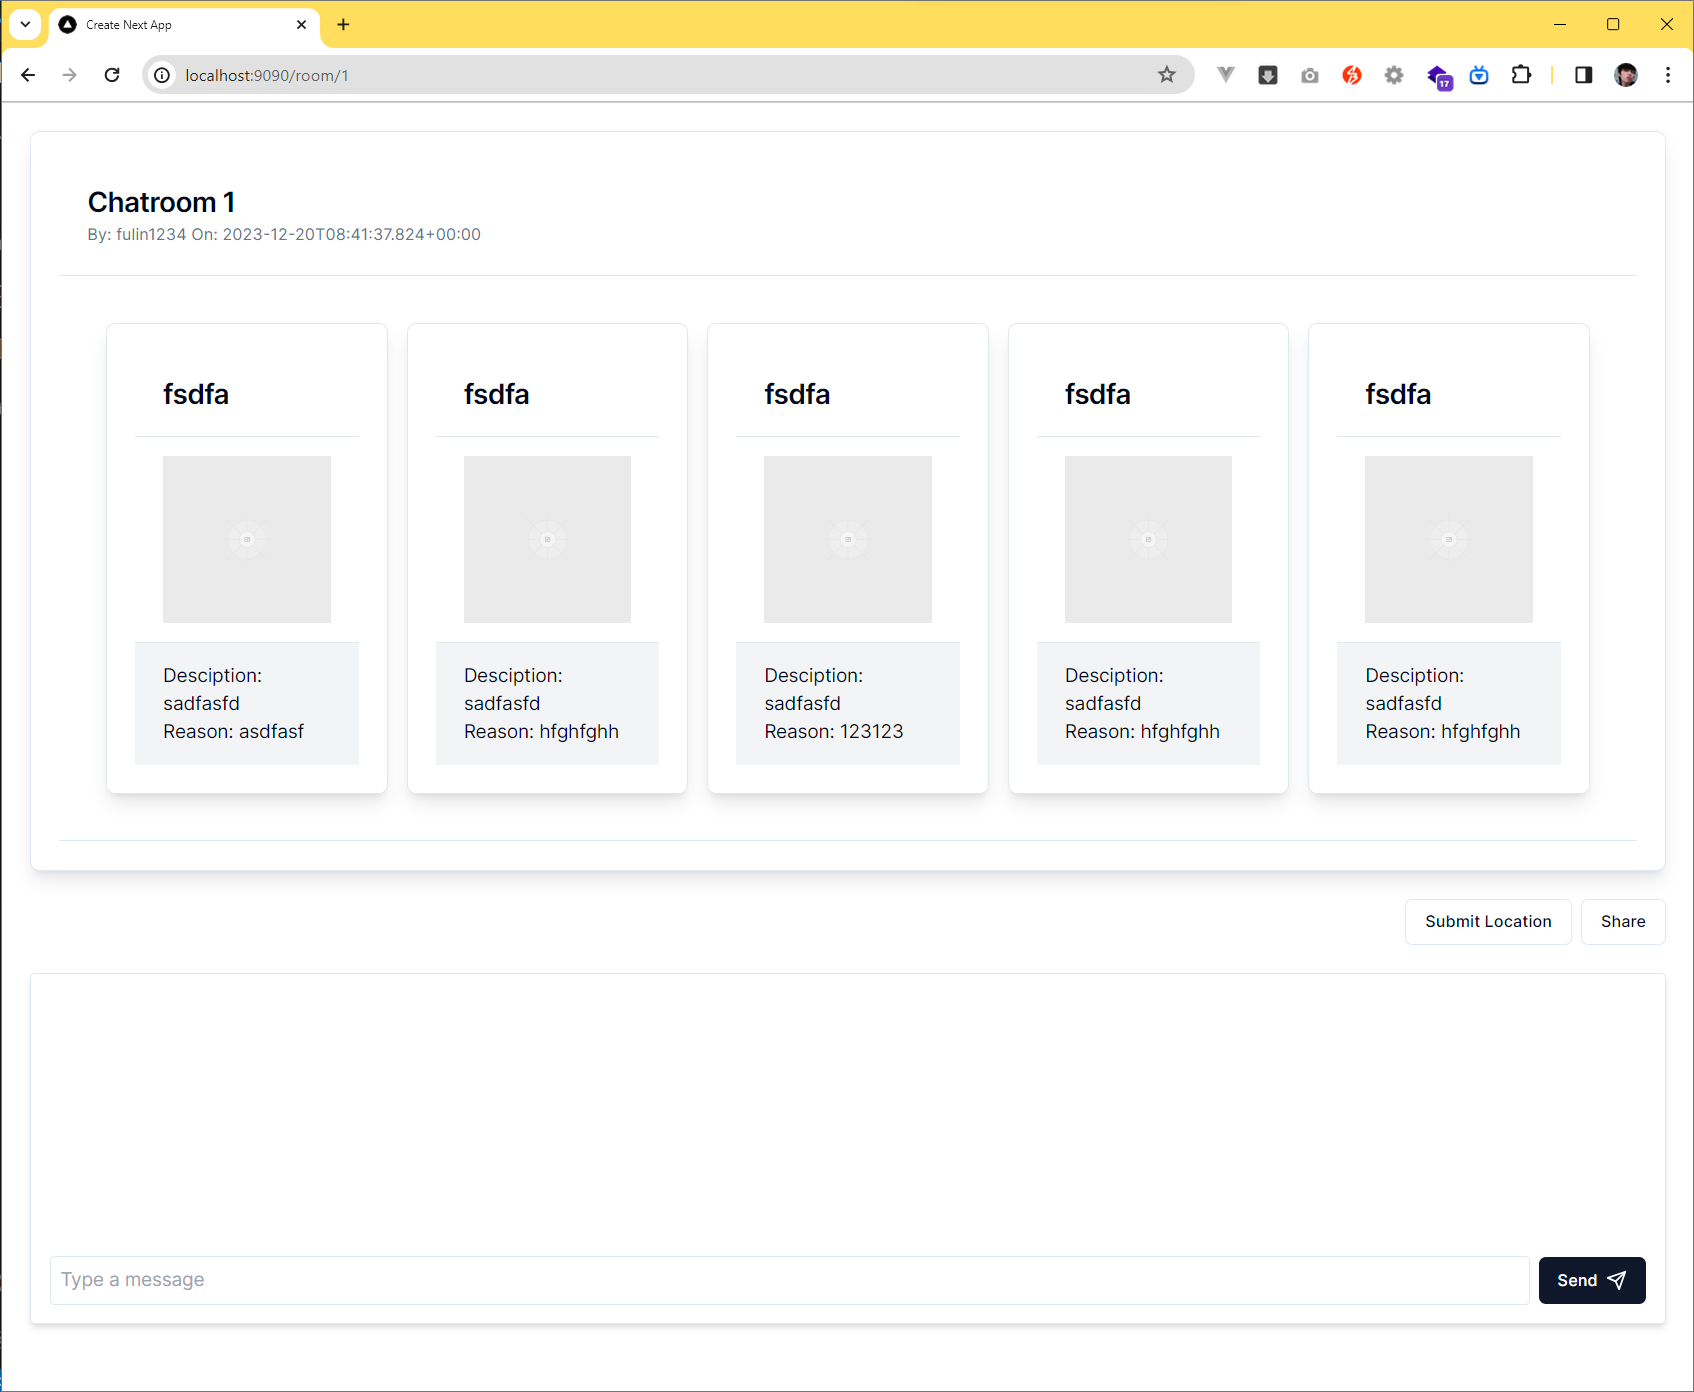 Create Next App
localhost:9090/room/1
17
Chatroom 1
By: fulin1234 On: 2023-12-20T08:41:37.824+00:00
fsdfa
Desciption:
sadfasfd
Reason: asdfasf
fsdfa
Desciption:
sadfasfd
Reason: hfghfghh
fsdfa
Desciption:
sadfasfd
Reason: 123123
fsdfa
Desciption:
sadfasfd
Reason: hfghfghh
fsdfa
Desciption:
sadfasfd
Reason: hfghfghh
Submit Location
Share
Type a message
Send